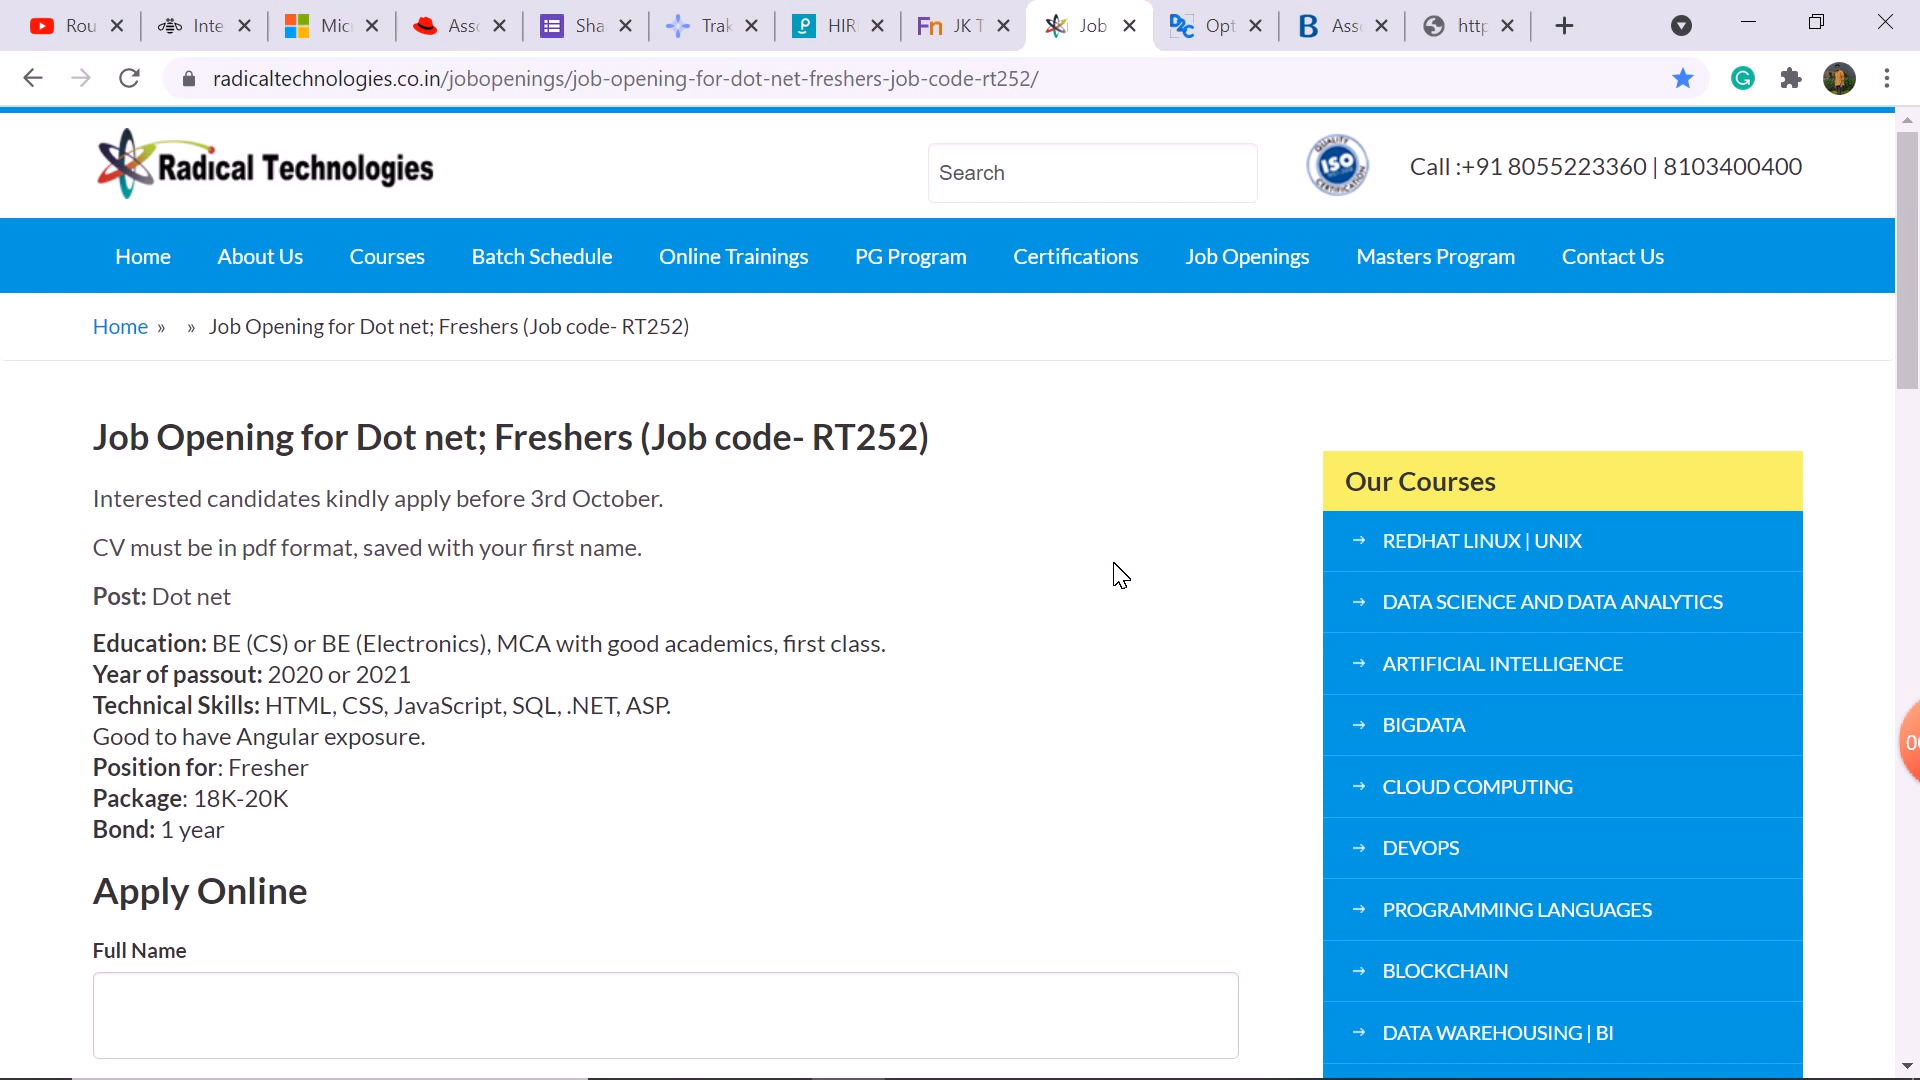 Rou Inte Mic Ass Sha Trak HIR JK T Job Opt Ass http
radicaltechnologies.co.in/jobopenings/job-opening-for-dot-net-freshers-job-code-rt252/
Radical Technologies
Search
QUALITY ISO CERTIFICATION
Call :+91 8055223360 | 8103400400
Home About Us Courses Batch Schedule Online Trainings PG Program Certifications Job Openings Masters Program Contact Us
Home » » Job Opening for Dot net; Freshers (Job code- RT252)
Job Opening for Dot net; Freshers (Job code- RT252)
Interested candidates kindly apply before 3rd October.
CV must be in pdf format, saved with your first name.
Post: Dot net
Education: BE (CS) or BE (Electronics), MCA with good academics, first class.
Year of passout: 2020 or 2021
Technical Skills: HTML, CSS, JavaScript, SQL, .NET, ASP.
Good to have Angular exposure.
Position for: Fresher
Package: 18K-20K
Bond: 1 year
Apply Online
Full Name
Our Courses
REDHAT LINUX | UNIX
DATA SCIENCE AND DATA ANALYTICS
ARTIFICIAL INTELLIGENCE
BIGDATA
CLOUD COMPUTING
DEVOPS
PROGRAMMING LANGUAGES
BLOCKCHAIN
DATA WAREHOUSING | BI